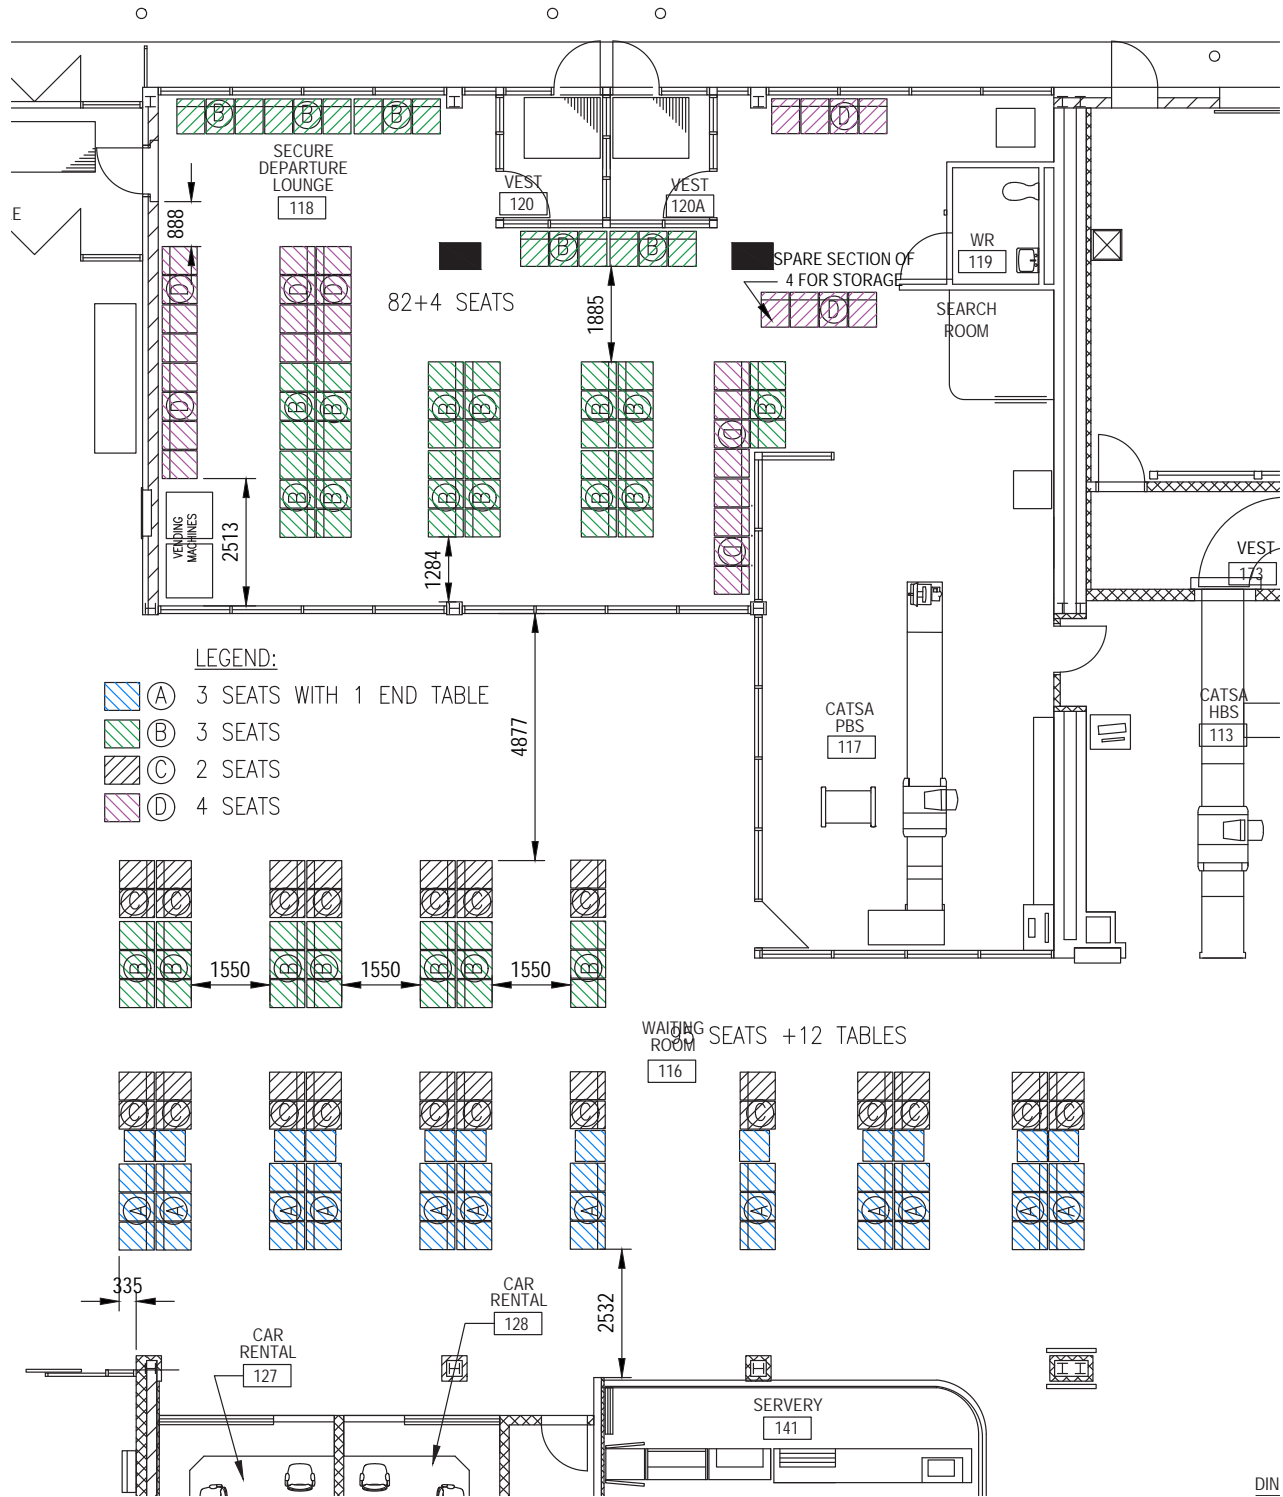 B
B
B
D
SECURE
DEPARTURE
LOUNGE
118
VEST
120
VEST
120A
888
E
WR
119
B
B
SPARE SECTION OF
4 FOR STORAGE
D
D
D
D
82+4 SEATS
1885
SEARCH
ROOM
D
B
B
B
B
B
B
B
D
B
B
B
B
B
B
B
D
VENDING
MACHINES
2513
1284
VEST
173
LEGEND:
A 3 SEATS WITH 1 END TABLE
B 3 SEATS
C 2 SEATS
D 4 SEATS
4877
CATSA
PBS
117
CATSA
HBS
113
C
C
C
C
C
C
C
B
B
1550
B
B
1550
B
B
1550
B
WAITING
ROOM
116
95 SEATS +12 TABLES
C
C
C
C
C
C
C
C
C
C
C
C
A
A
A
A
A
A
A
A
A
A
A
A
335
2532
CAR
RENTAL
128
CAR
RENTAL
127
SERVERY
141
DIN